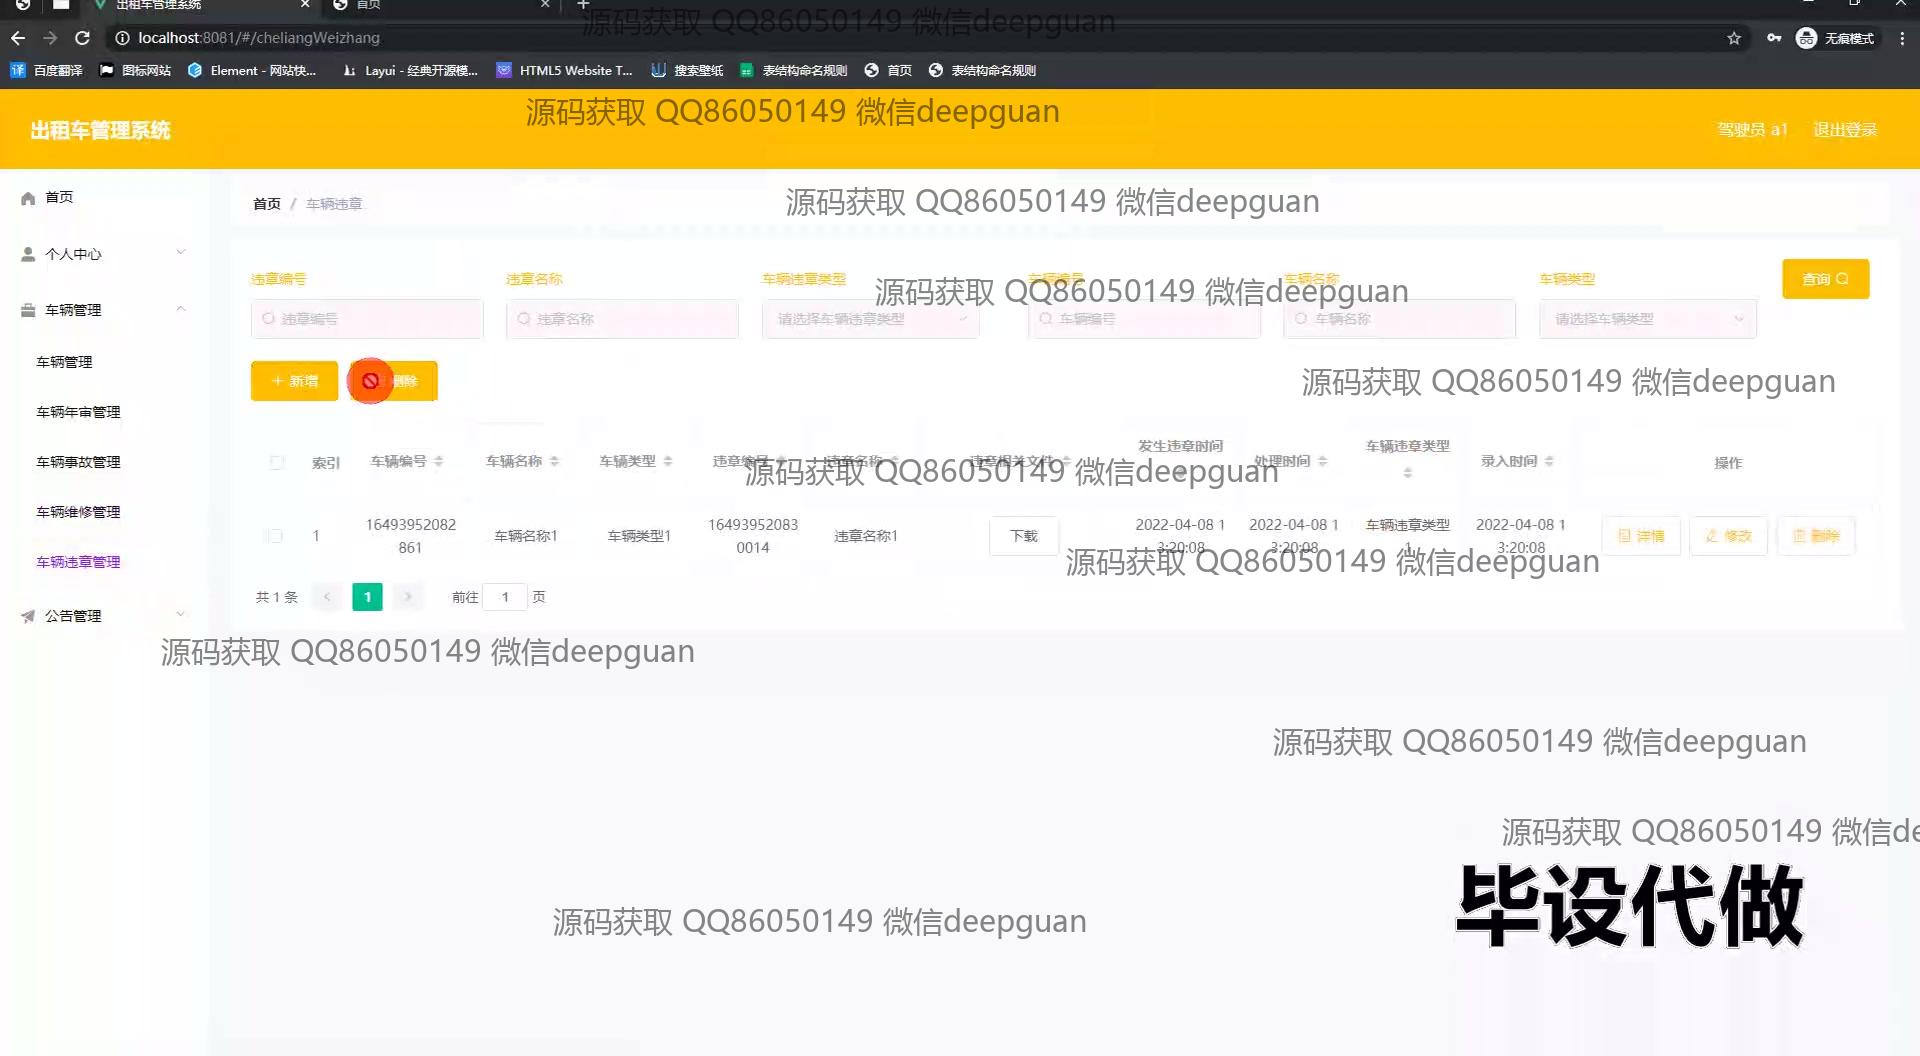 出租车管理系统
首页
源码获取 QQ86050149 微信deepguan
localhost:8081/#/cheliangWeizhang
无痕模式
百度翻译
图标网站
Element - 网站快...
Layui - 经典开源模...
HTML5 Website T...
搜索壁纸
表结构命名规则
首页
表结构命名规则
源码获取 QQ86050149 微信deepguan
出租车管理系统
驾驶员 a1
退出登录
首页
个人中心
车辆管理
车辆管理
车辆年审管理
车辆事故管理
车辆维修管理
车辆违章管理
公告管理
首页 / 车辆违章
源码获取 QQ86050149 微信deepguan
违章编号
违章名称
车辆违章类型
车辆编号
车辆名称
车辆类型
查询
源码获取 QQ86050149 微信deepguan
违章编号
违章名称
请选择车辆违章类型
车辆编号
车辆名称
请选择车辆类型
+ 新增
删除
源码获取 QQ86050149 微信deepguan
索引
车辆编号
车辆名称
车辆类型
违章编号
违章名称
违章相关文件
发生违章时间
处理时间
车辆违章类型
录入时间
操作
源码获取 QQ86050149 微信deepguan
1
16493952082
861
车辆名称1
车辆类型1
16493952083
0014
违章名称1
下载
2022-04-08 1
3:20:08
2022-04-08 1
3:20:08
车辆违章类型
1
2022-04-08 1
3:20:08
详情
修改
删除
源码获取 QQ86050149 微信deepguan
共 1 条
1
前往 1 页
源码获取 QQ86050149 微信deepguan
源码获取 QQ86050149 微信deepguan
源码获取 QQ86050149 微信de
毕设代做
源码获取 QQ86050149 微信deepguan